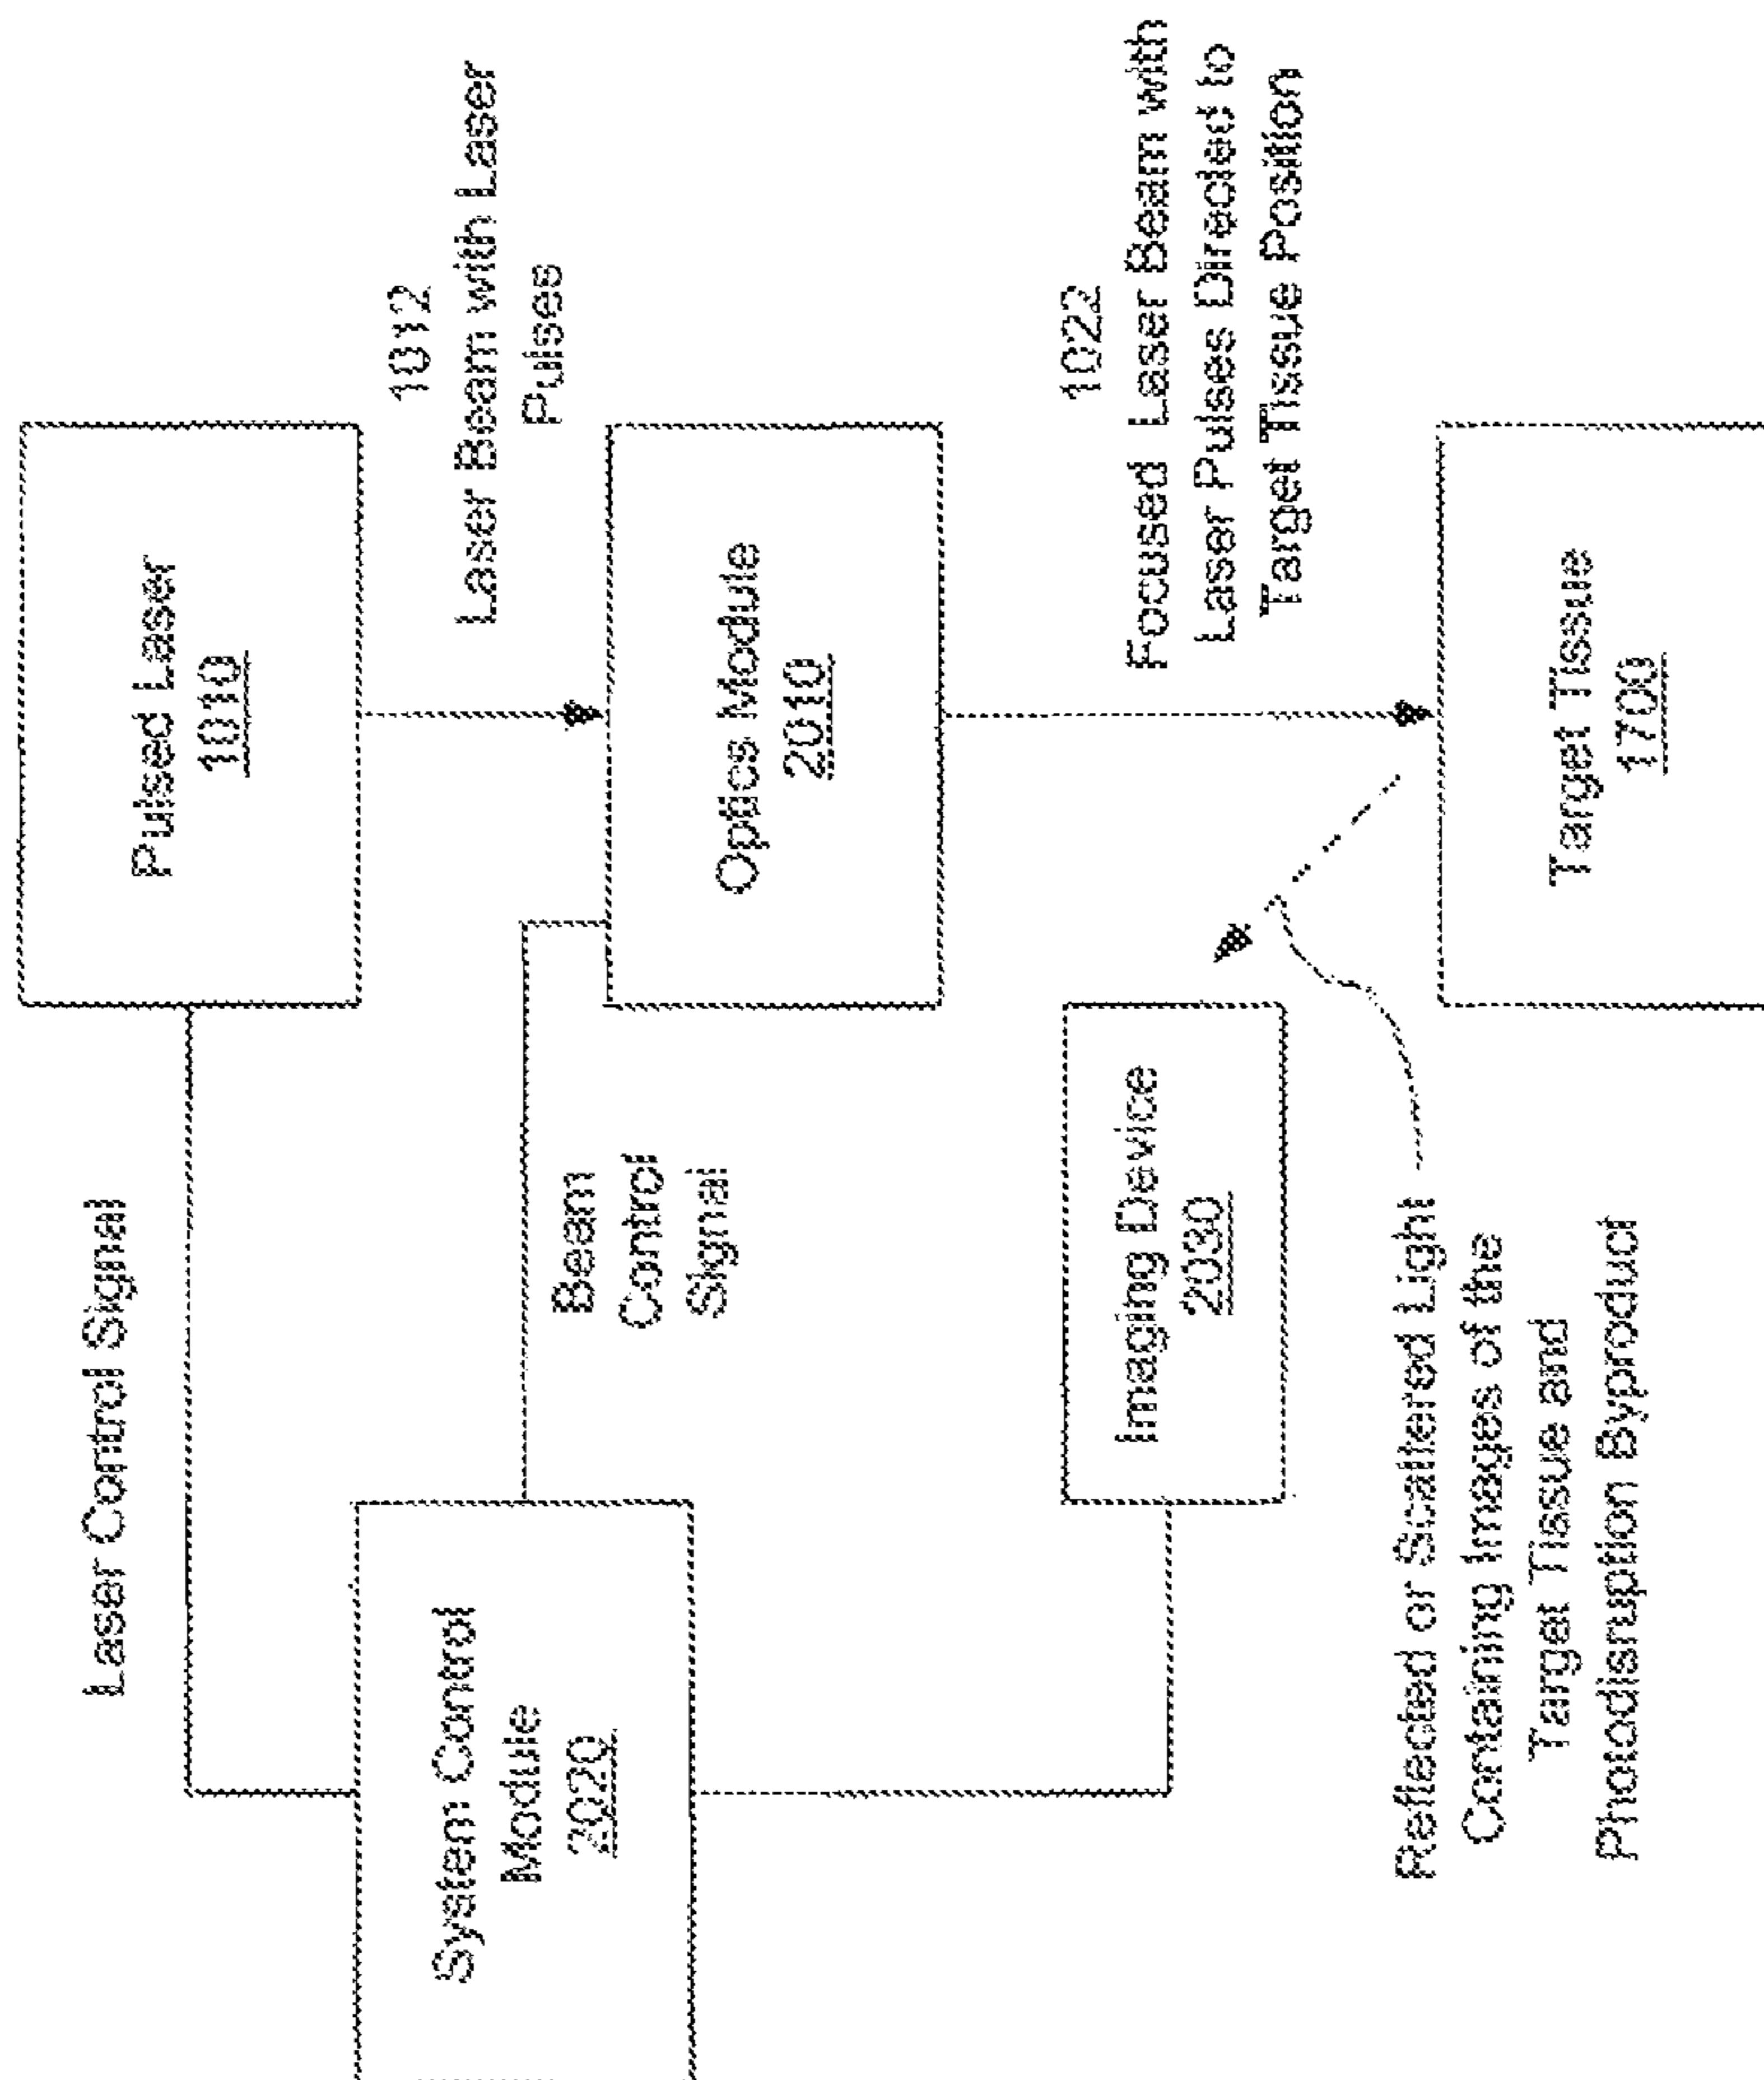 Pulsed Laser
1010
1012
Laser Beam with Laser
Pulses
Optics Module
2010
1022
Focused Laser Beam with
Laser Pulses Directed to
Target Tissue Position
Target Tissue
1700
Laser Control Signal
Beam
Control
Signal
System Control
Module
2020
Imaging Device
2030
Reflected or Scattered Light
Containing Images of the
Target Tissue and
Photodisruption Byproduct